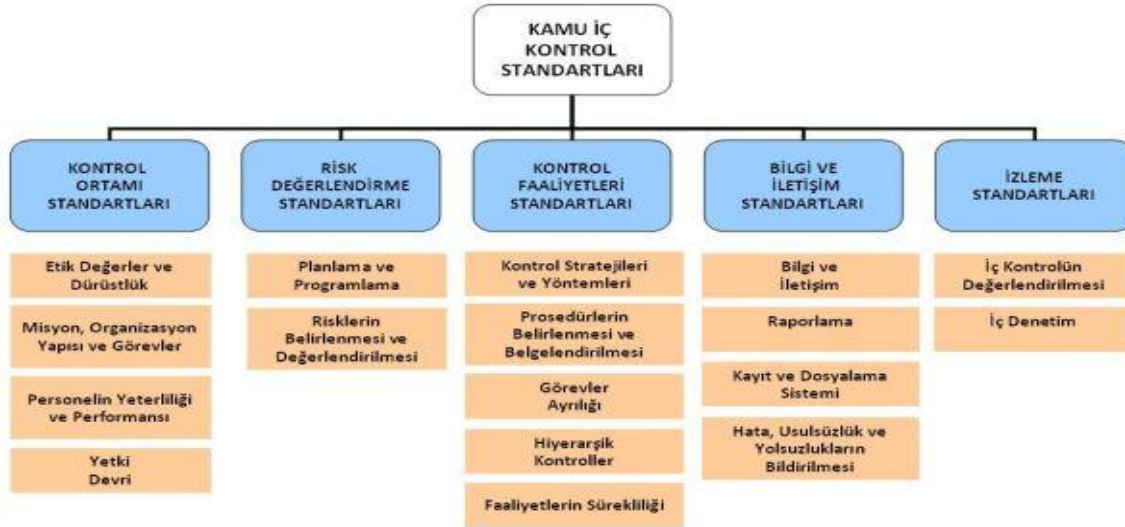 KAMU İÇ
KONTROL
STANDARTLARI
KONTROL
ORTAMI
STANDARTLARI
RİSK
DEĞERLENDİRME
STANDARTLARI
KONTROL
FAALİYETLERİ
STANDARTLARI
BİLGİ VE
İLETİŞİM
STANDARTLARI
İZLEME
STANDARTLARI
Etik Değerler ve
Dürüstlük
Misyon, Organizasyon
Yapısı ve Görevler
Personelin Yeterliliği
ve Performansı
Yetki
Devri
Planlama ve
Programlama
Risklerin
Belirlenmesi ve
Değerlendirilmesi
Kontrol Stratejileri
ve Yöntemleri
Prosedürlerin
Belirlenmesi ve
Belgelendirilmesi
Görevler
Ayrılığı
Hiyerarşik
Kontroller
Faaliyetlerin Sürekliliği
Bilgi ve
İletişim
Raporlama
Kayıt ve Dosyalama
Sistemi
Hata, Usulsüzlük ve
Yolsuzlukların
Bildirilmesi
İç Kontrolün
Değerlendirilmesi
İç Denetim